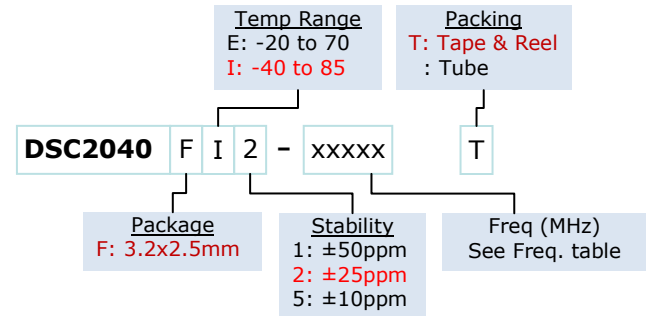 Temp Range
E: -20 to 70
I: -40 to 85
Packing
T: Tape & Reel
: Tube
DSC2040 F I 2 - xxxxx T
Package
F: 3.2x2.5mm
Stability
1: ±50ppm
2: ±25ppm
5: ±10ppm
Freq (MHz)
See Freq. table